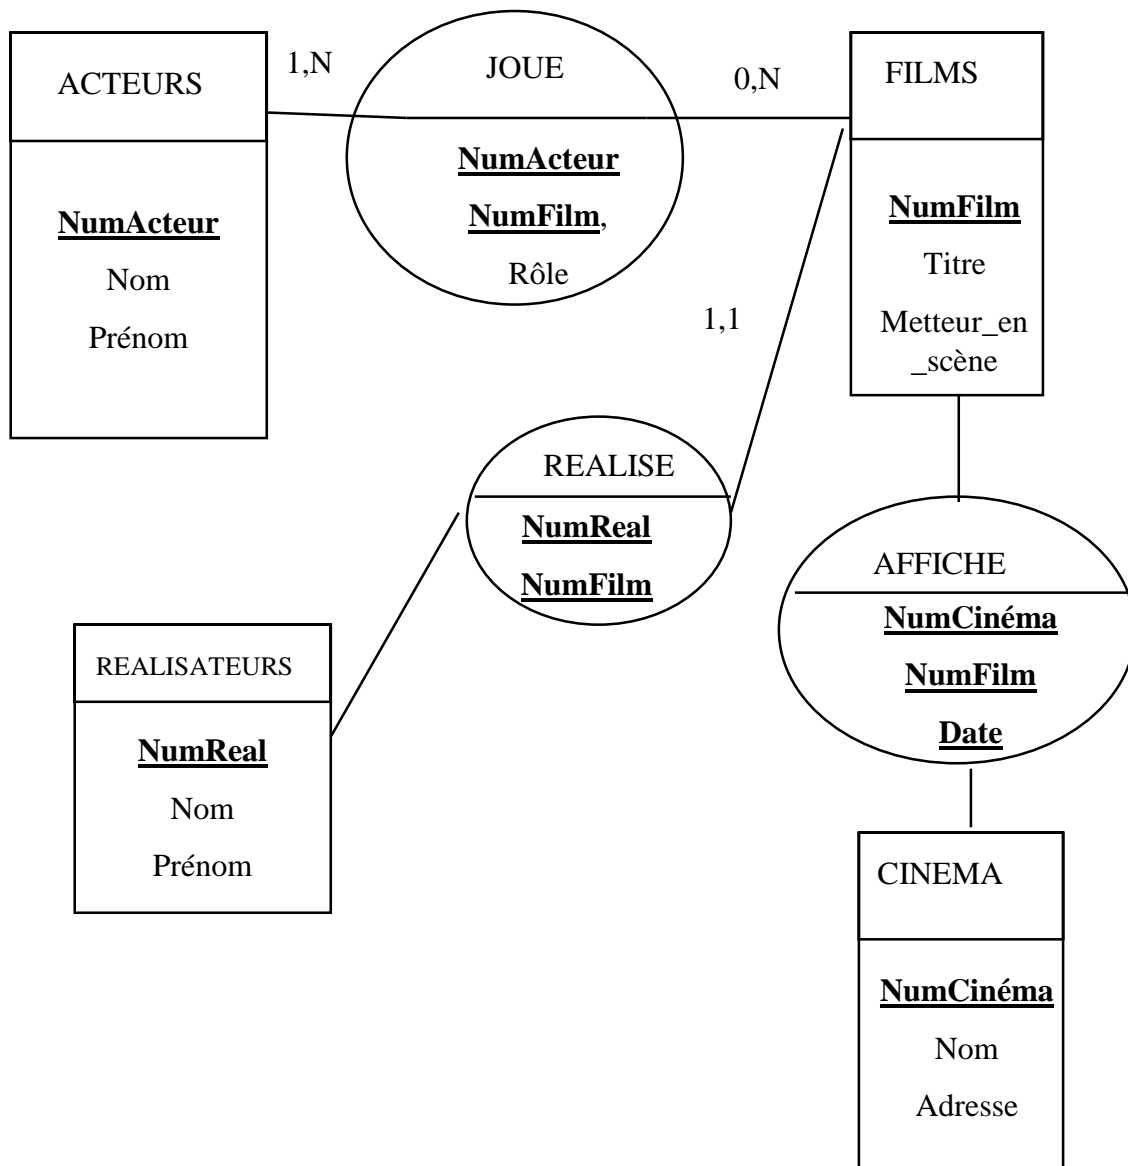 ACTEURS
NumActeur
Nom
Prénom
1,N
JOUE
NumActeur
NumFilm,
Rôle
0,N
FILMS
NumFilm
Titre
Metteur_en
_scène
1,1
REALISE
NumReal
NumFilm
REALISATEURS
NumReal
Nom
Prénom
AFFICHE
NumCinéma
NumFilm
Date
CINEMA
NumCinéma
Nom
Adresse